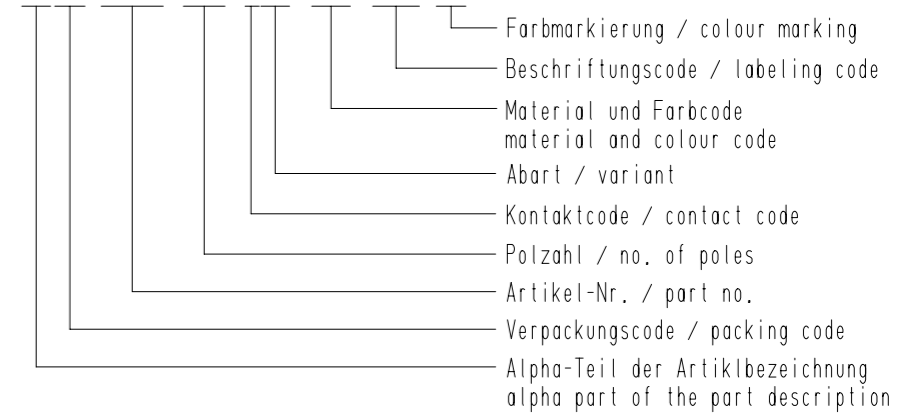 Farbmarkierung / colour marking
Beschriftungscode / labeling code
Material und Farbcode
material and colour code
Abart / variant
Kontaktcode / contact code
Polzahl / no. of poles
Artikel-Nr. / part no.
Verpackungscode / packing code
Alpha-Teil der Artiklbezeichnung
alpha part of the part description